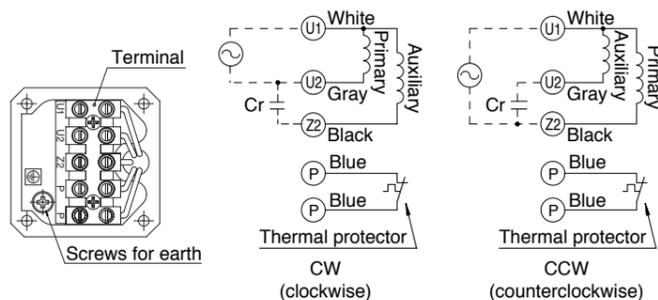 Terminal
U1
U2
Z2
P
P
Screws for earth
U1
White
Primary
Auxiliary
U2
Gray
Cr
Z2
Black
P
Blue
P
Blue
Thermal protector
CW
(clockwise)
U1
White
Auxiliary
Primary
U2
Gray
Cr
Z2
Black
P
Blue
P
Blue
Thermal protector
CCW
(counterclockwise)